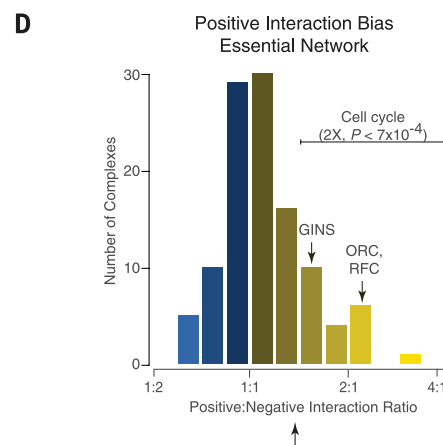 D
Positive Interaction Bias
Essential Network
30
20
10
0
Number of Complexes
Cell cycle
(2X, P < 7x10⁻⁴)
GINS
ORC,
RFC
1:2
1:1
2:1
4:1
Positive:Negative Interaction Ratio